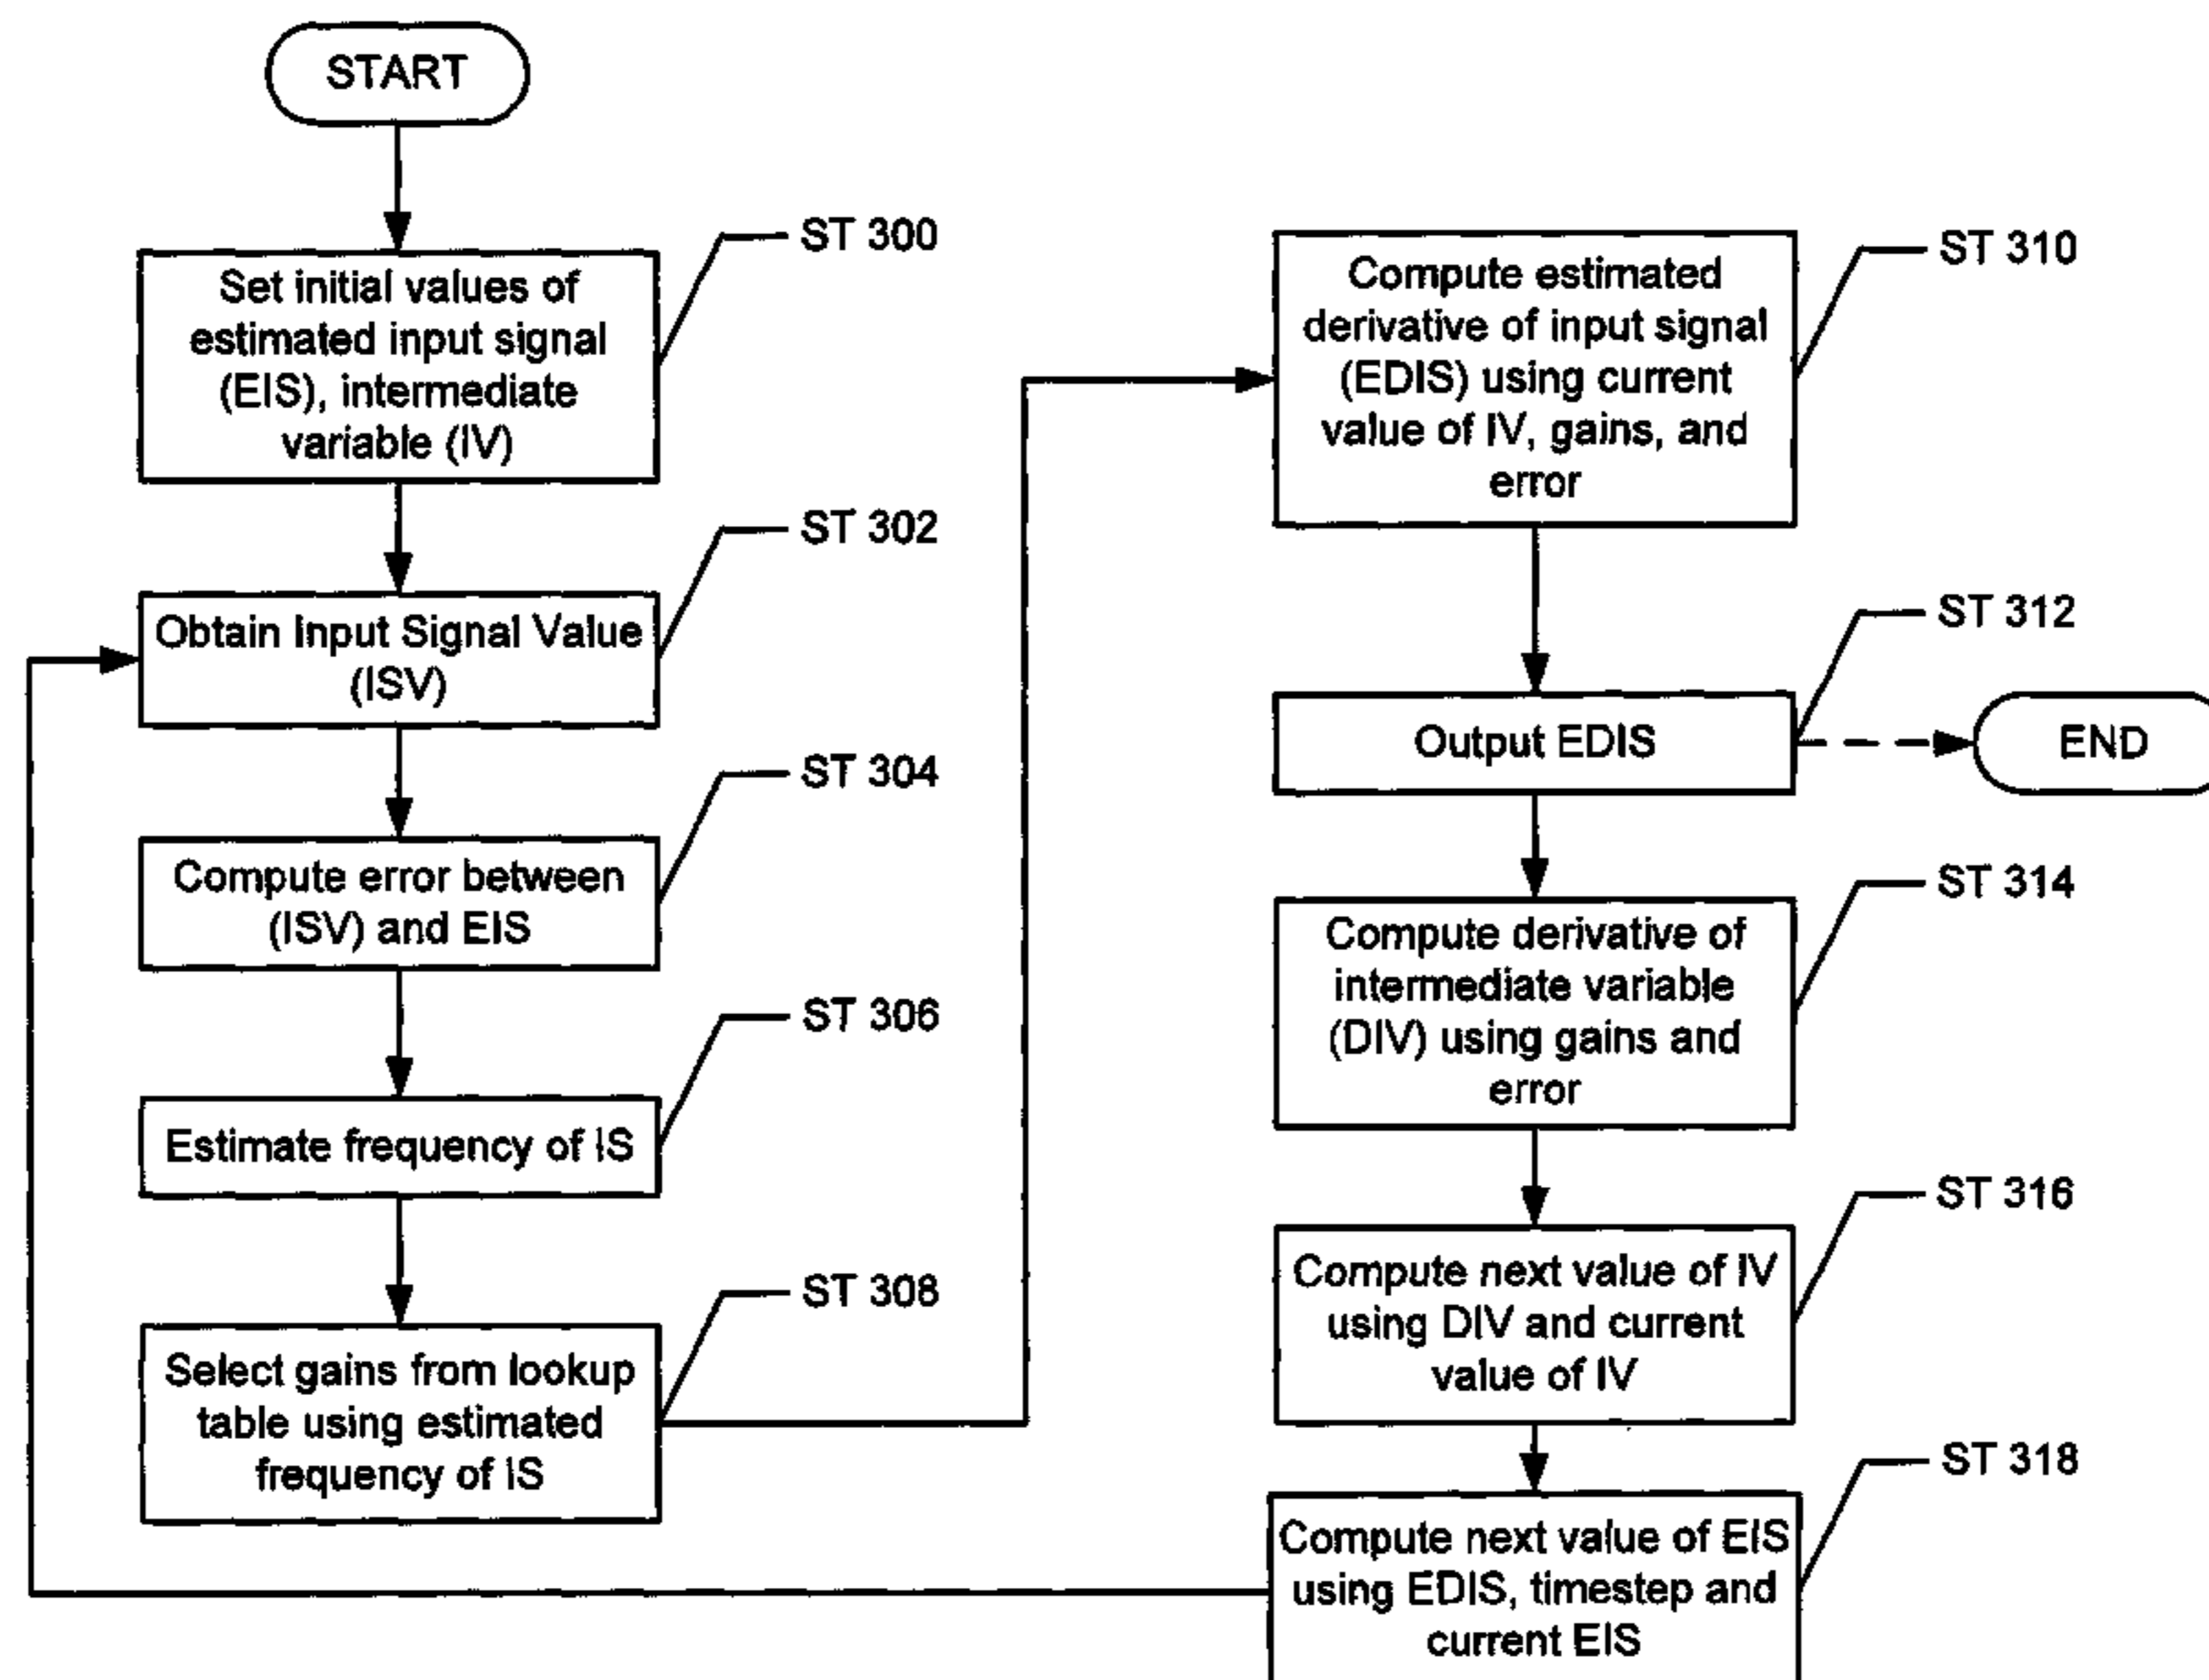 START
Set initial values of
estimated input signal
(EIS), intermediate
variable (IV)
ST 300
Obtain Input Signal Value
(ISV)
ST 302
Compute error between
(ISV) and EIS
ST 304
Estimate frequency of IS
ST 306
Select gains from lookup
table using estimated
frequency of IS
ST 308
Compute estimated
derivative of input signal
(EDIS) using current
value of IV, gains, and
error
ST 310
Output EDIS
ST 312
END
Compute derivative of
intermediate variable
(DIV) using gains and
error
ST 314
Compute next value of IV
using DIV and current
value of IV
ST 316
Compute next value of EIS
using EDIS, timestep and
current EIS
ST 318